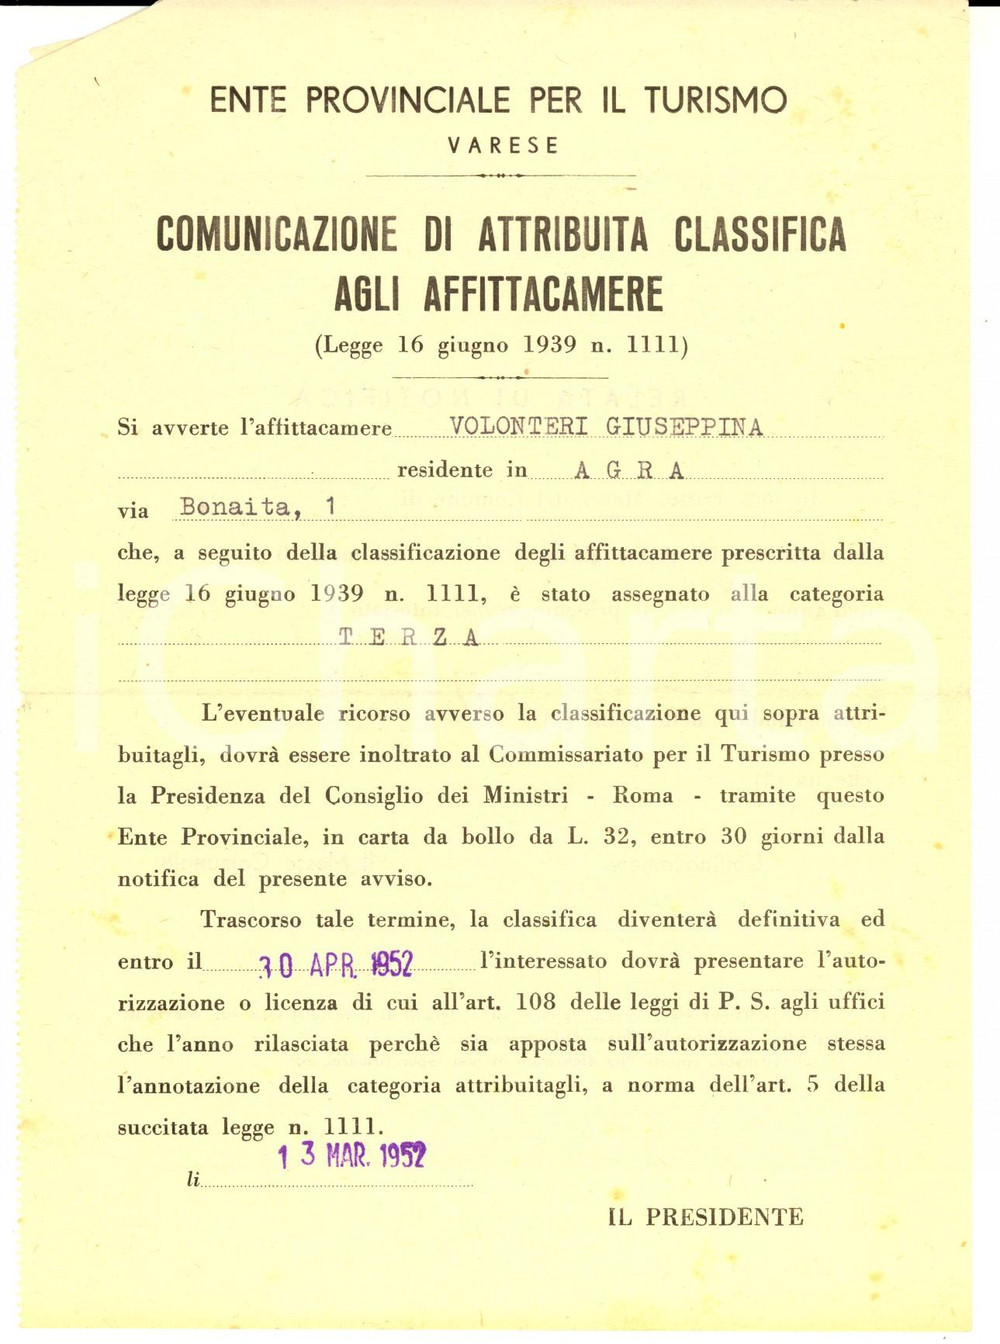 ENTE PROVINCIALE PER IL TURISMO
VARESE
COMUNICAZIONE DI ATTRIBUITA CLASSIFICA
AGLI AFFITTACAMERE
(Legge 16 giugno 1939 n. 1111)
Si avverte l'affittacamere VOLONTERI GIUSEPPINA
residente in AGRA
via Bonaita, 1
che, a seguito della classificazione degli affittacamere prescritta dalla
legge 16 giugno 1939 n. 1111, è stato assegnato alla categoria
TERZA
L'eventuale ricorso avverso la classificazione qui sopra attri-
buitagli, dovrà essere inoltrato al Commissariato per il Turismo presso
la Presidenza del Consiglio dei Ministri - Roma - tramite questo
Ente Provinciale, in carta da bollo da L. 32, entro 30 giorni dalla
notifica del presente avviso.
Trascorso tale termine, la classifica diventerà definitiva ed
entro il 30 APR. 1952 l'interessato dovrà presentare l'auto-
rizzazione o licenza di cui all'art. 108 delle leggi di P. S. agli uffici
che l'anno rilasciata perchè sia apposta sull'autorizzazione stessa
l'annotazione della categoria attribuitagli, a norma dell'art. 5 della
succitata legge n. 1111.
13 MAR. 1952
li
IL PRESIDENTE
iCharta